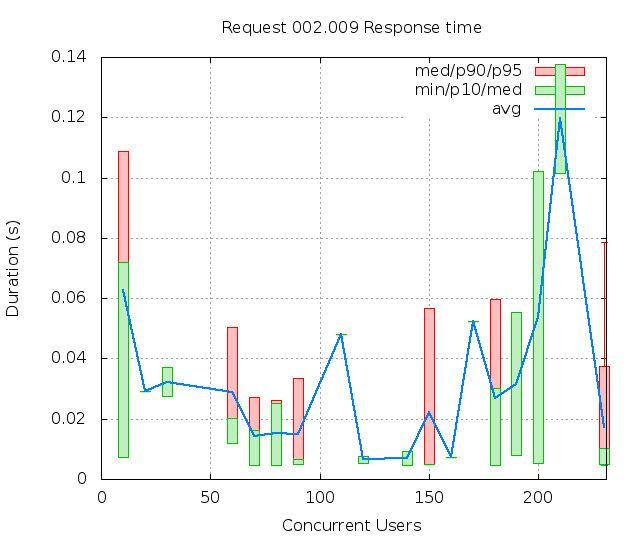 Request 002.009 Response time
0.14
0.12
0.1
0.08
0.06
0.04
0.02
0
med/p90/p95
min/p10/med
avg
Duration (s)
0 50 100 150 200
Concurrent Users